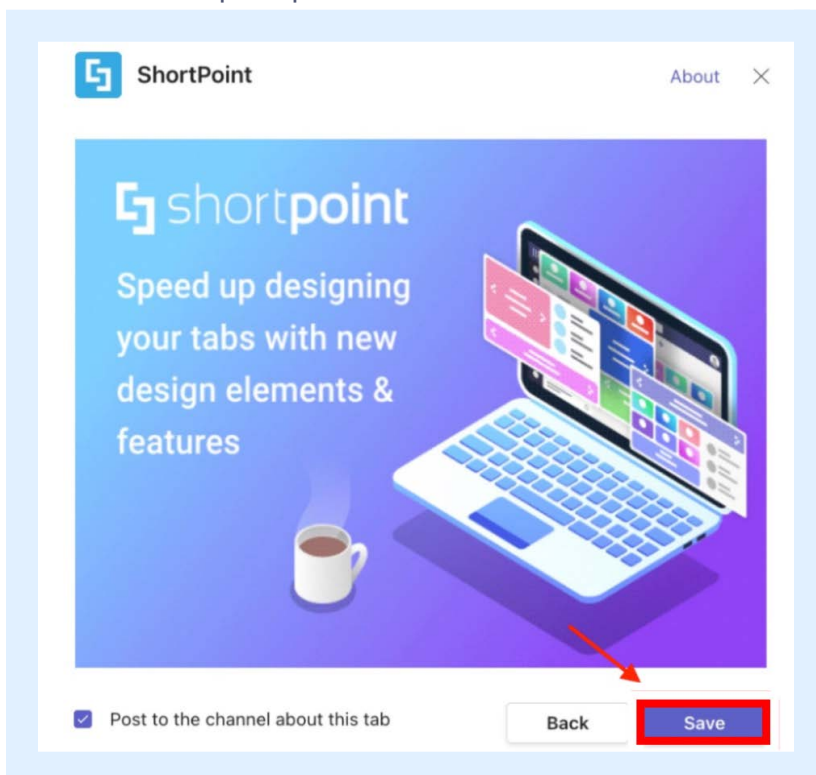 ShortPoint
About
shortpoint
Speed up designing
your tabs with new
design elements &
features
Post to the channel about this tab
Back
Save